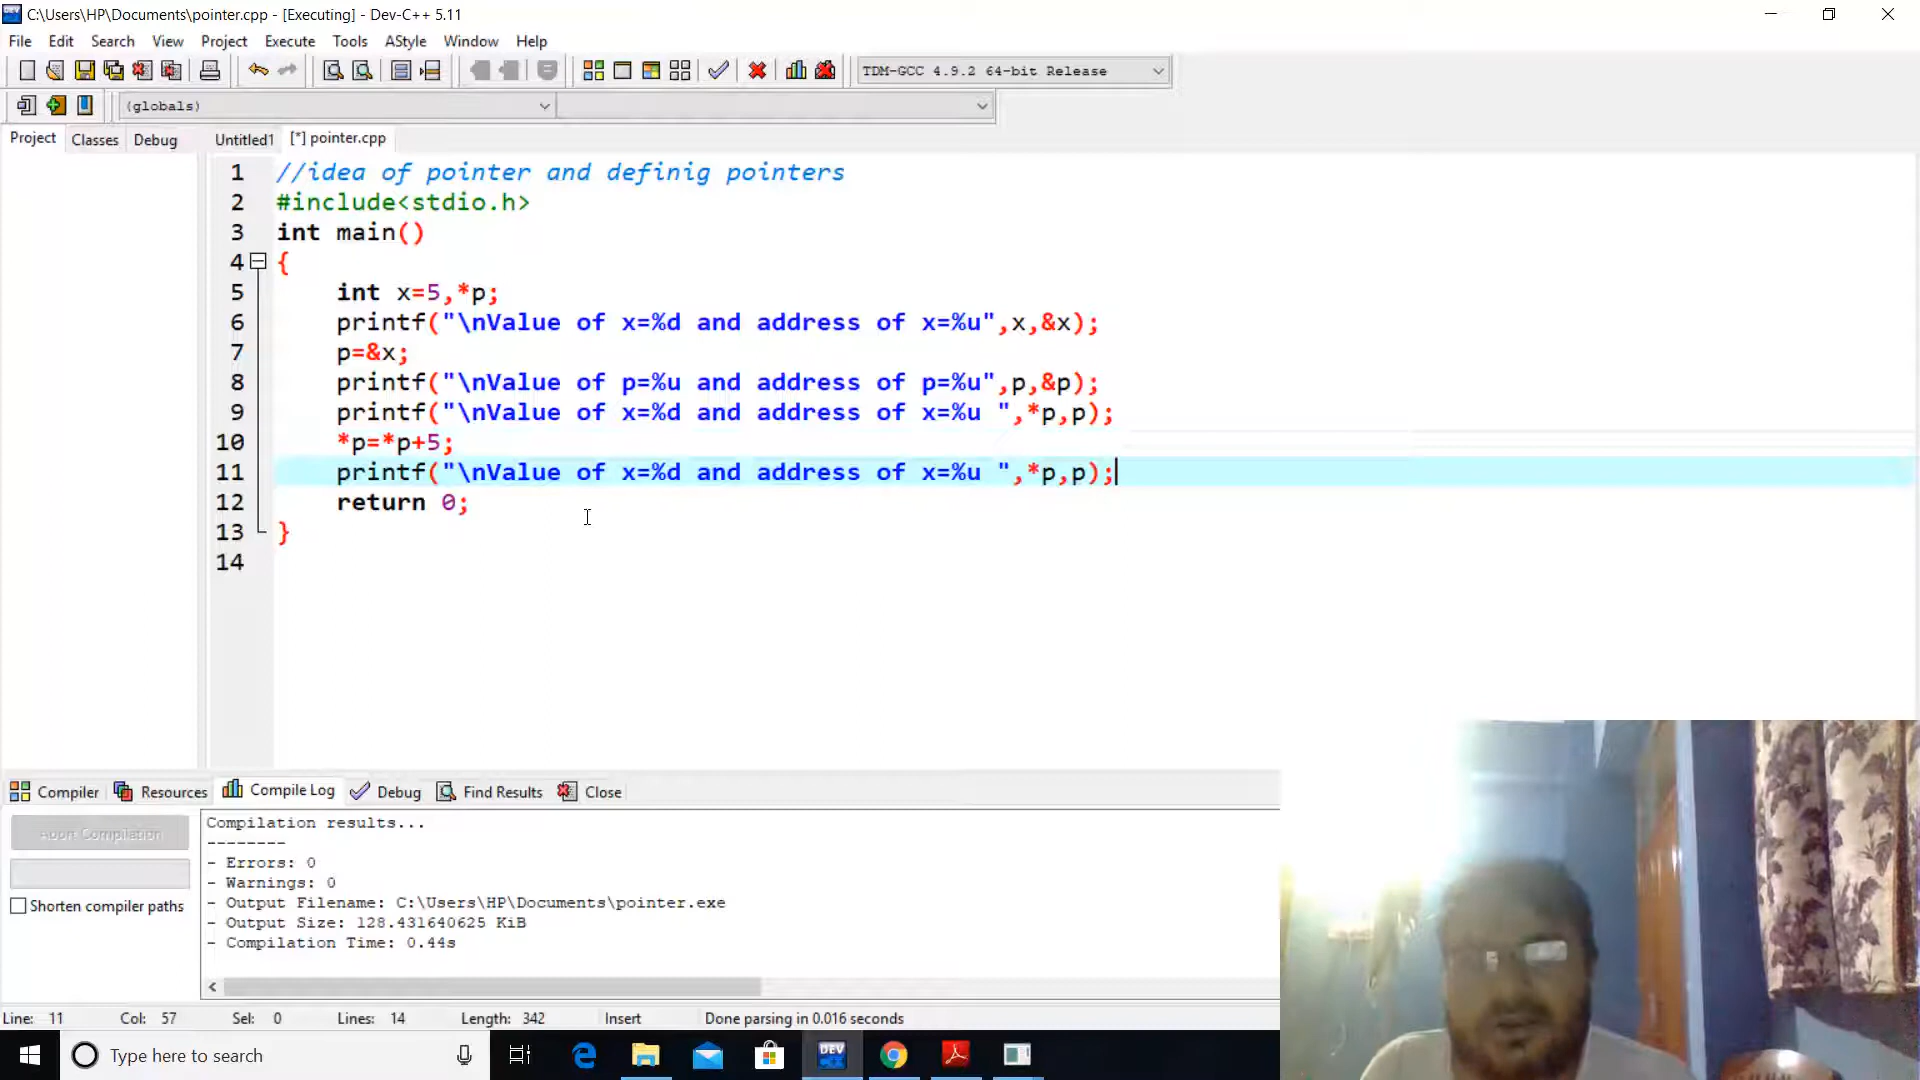 C:\Users\HP\Documents\pointer.cpp - [Executing] - Dev-C++ 5.11
File Edit Search View Project Execute Tools AStyle Window Help
TDM-GCC 4.9.2 64-bit Release
(globals)
Project Classes Debug Untitled1 [*] pointer.cpp
1 //idea of pointer and definig pointers
2 #include<stdio.h>
3 int main()
4 {
5 int x=5,*p;
6 printf("\nValue of x=%d and address of x=%u",x,&x);
7 p=&x;
8 printf("\nValue of p=%u and address of p=%u",p,&p);
9 printf("\nValue of x=%d and address of x=%u ",*p,p);
10 *p=*p+5;
11 printf("\nValue of x=%d and address of x=%u ",*p,p);
12 return 0;
13 }
14
Compiler Resources Compile Log Debug Find Results Close
Abort Compilation
Shorten compiler paths
Compilation results...
--------
- Errors: 0
- Warnings: 0
- Output Filename: C:\Users\HP\Documents\pointer.exe
- Output Size: 128.431640625 KiB
- Compilation Time: 0.44s
Line: 11 Col: 57 Sel: 0 Lines: 14 Length: 342 Insert Done parsing in 0.016 seconds
Type here to search
DEV